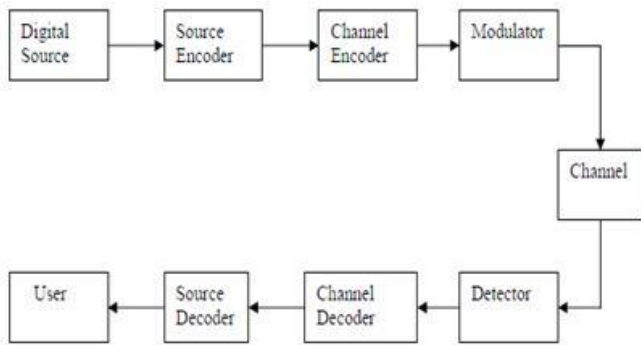 Digital
Source
Source
Encoder
Channel
Encoder
Modulator
Channel
User
Source
Decoder
Channel
Decoder
Detector